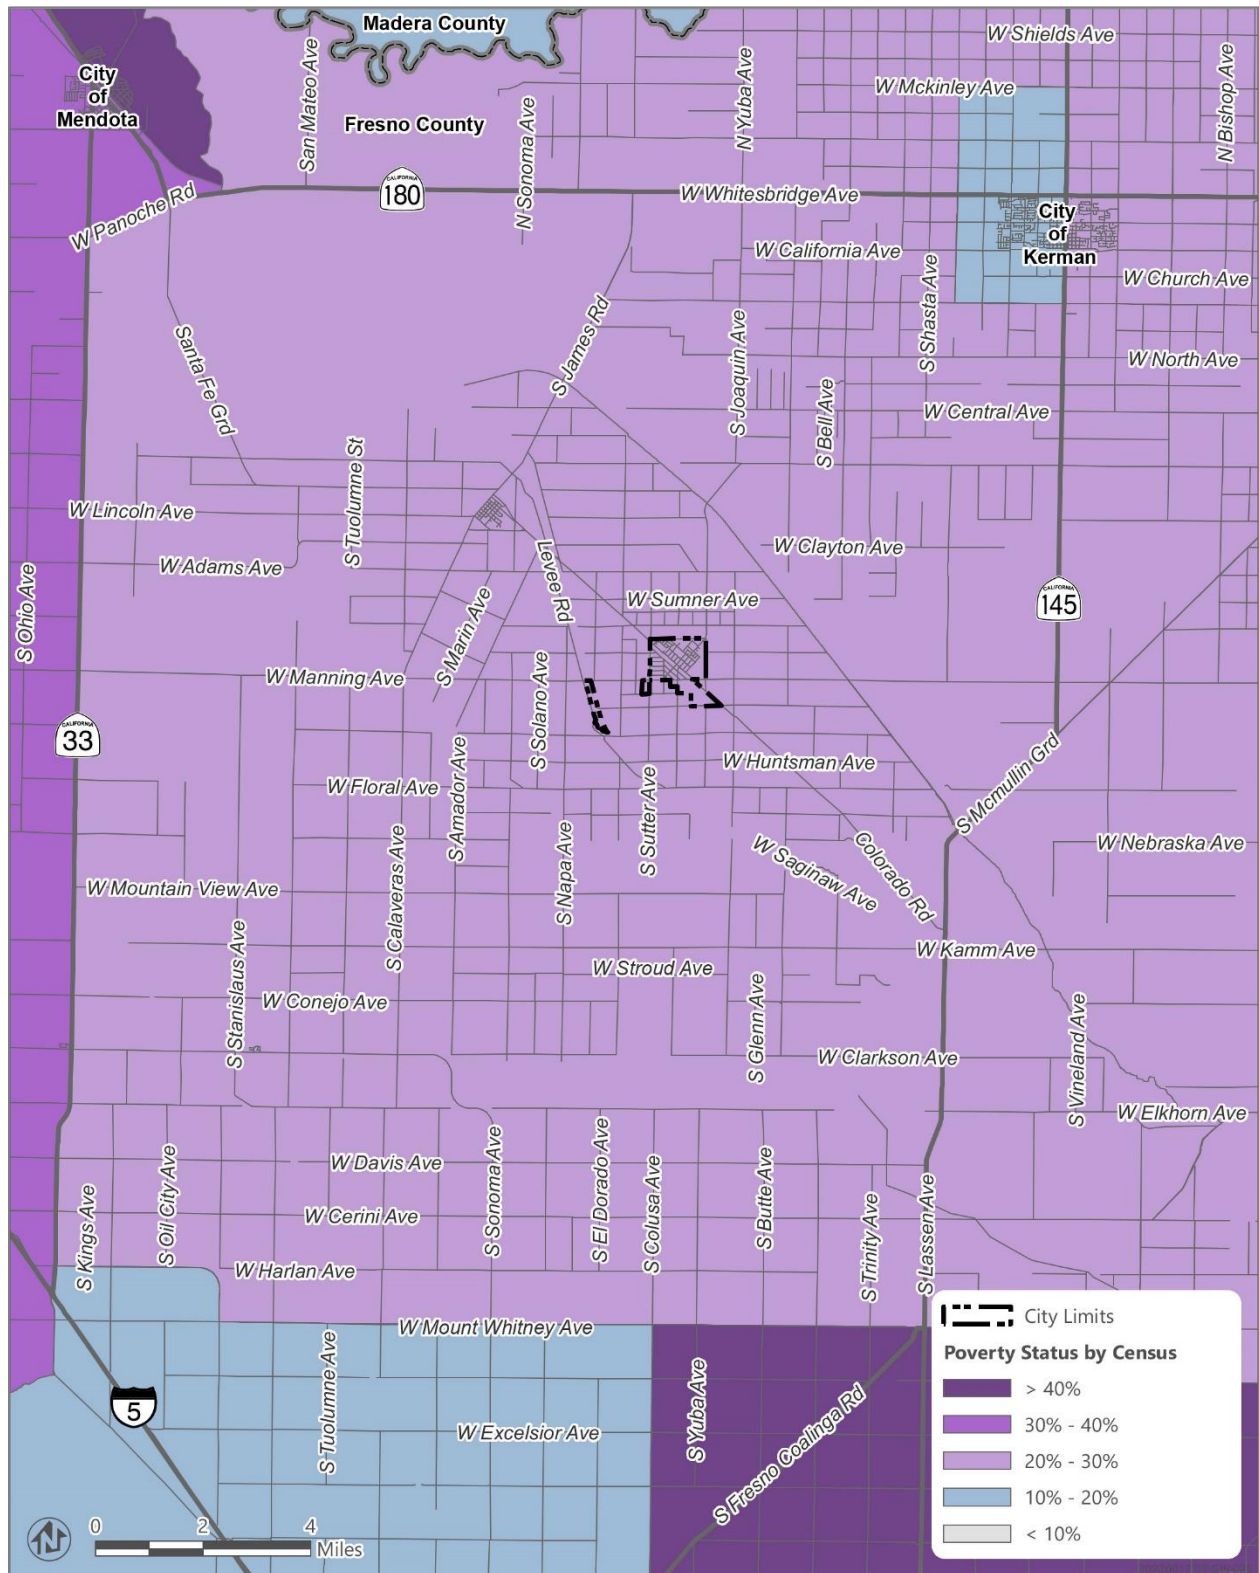 Madera County
W Shields Ave
City
of
Mendota
San Mateo Ave
N Yuba Ave
W Mckinley Ave
N Bishop Ave
Fresno County
N Sonoma Ave
CALIFORNIA
180
W Whitesbridge Ave
W Panoche Rd
City
of
Kerman
W California Ave
W Church Ave
S Shasta Ave
Santa Fe Grd
S James Rd
S Joaquin Ave
W North Ave
S Bell Ave
W Central Ave
S Tuolumne St
W Lincoln Ave
W Clayton Ave
W Adams Ave
Levee Rd
S Ohio Ave
W Sumner Ave
CALIFORNIA
145
S Marin Ave
W Manning Ave
S Solano Ave
CALIFORNIA
33
W Huntsman Ave
S Mcmullin Grd
W Floral Ave
S Amador Ave
S Sutter Ave
S Napa Ave
W Saginaw Ave
Colorado Rd
W Nebraska Ave
S Calaveras Ave
W Mountain View Ave
S Stanislaus Ave
W Kamm Ave
W Stroud Ave
W Conejo Ave
S Glenn Ave
S Vineland Ave
W Clarkson Ave
W Elkhorn Ave
W Davis Ave
S Oil City Ave
S Sonoma Ave
S El Dorado Ave
S Colusa Ave
S Butte Ave
S Kings Ave
W Cerini Ave
S Trinity Ave
S Lassen Ave
W Harlan Ave
W Mount Whitney Ave
S Tuolumne Ave
S Yuba Ave
5
W Excelsior Ave
S Fresno Coalinga Rd
City Limits
Poverty Status by Census
> 40%
30% - 40%
20% - 30%
10% - 20%
< 10%
N
0 2 4
Miles